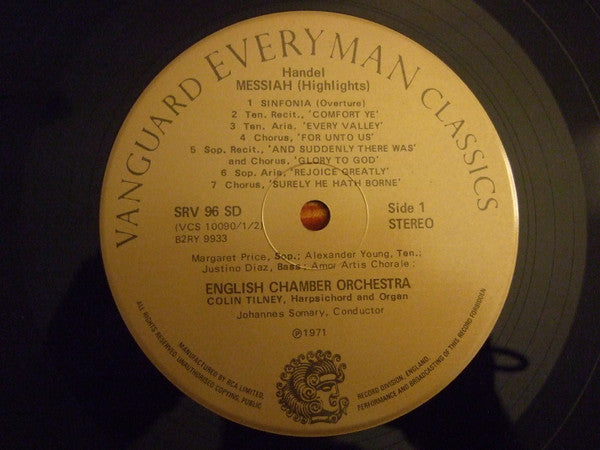 VANGUARD EVERYMAN CLASSICS
Handel
MESSIAH (Highlights)
1 SINFONIA (Overture)
2 Ten. Recit., 'COMFORT YE'
3 Ten. Aria. 'EVERY VALLEY'
4 Chorus, 'FOR UNTO US'
5 Sop. Recit., 'AND SUDDENLY THERE WAS'
and Chorus, 'GLORY TO GOD'
6 Sop. Aria, 'REJOICE GREATLY'
7 Chorus, 'SURELY HE HATH BORNE'
SRV 96 SD
(VCS 10090/1/2)
B2RY 9933
Side 1
STEREO
Margaret Price, Sop.; Alexander Young, Ten.;
Justino Diaz, Bass; Amor Artis Chorale;
ENGLISH CHAMBER ORCHESTRA
COLIN TILNEY, Harpsichord and Organ
Johannes Somary, Conductor
℗1971
MANUFACTURED BY RCA LIMITED, RECORD DIVISION, ENGLAND.
ALL RIGHTS RESERVED. UNAUTHORISED COPYING, PUBLIC PERFORMANCE AND BROADCASTING OF THIS RECORD FORBIDDEN